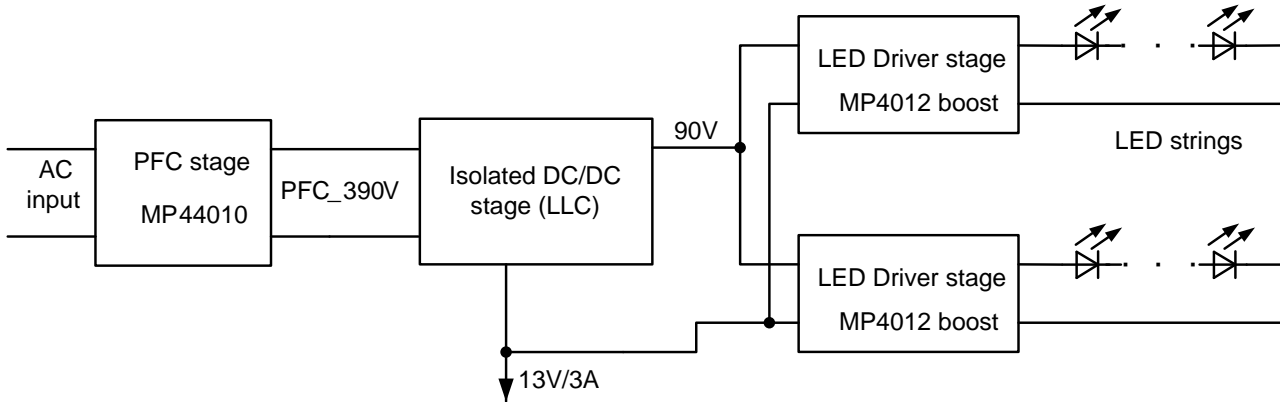 AC
input
PFC stage
MP44010
PFC_390V
Isolated DC/DC
stage (LLC)
90V
13V/3A
LED Driver stage
MP4012 boost
LED strings
LED Driver stage
MP4012 boost